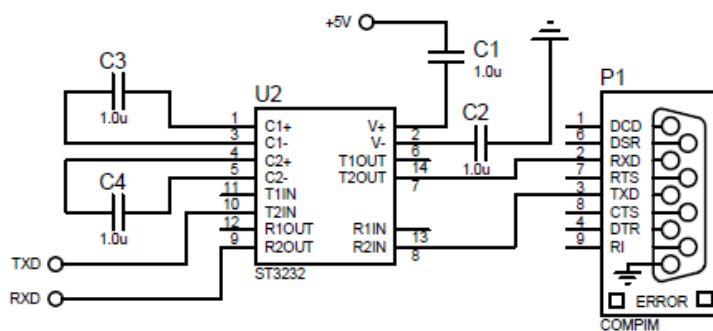 +5V
C1
1.0u
C3
1.0u
U2
C2
1.0u
P1
1 C1+ V+ 2
3 C1- V- 6
4 C2+ T1OUT 14
5 C2- T2OUT 7
11 T1IN
10 T2IN
12 R1OUT R1IN 13
9 R2OUT R2IN 8
ST3232
C4
1.0u
TXD
RXD
1 DCD
6 DSR
2 RXD
7 RTS
3 TXD
8 CTS
4 DTR
9 RI
ERROR
COMPIM